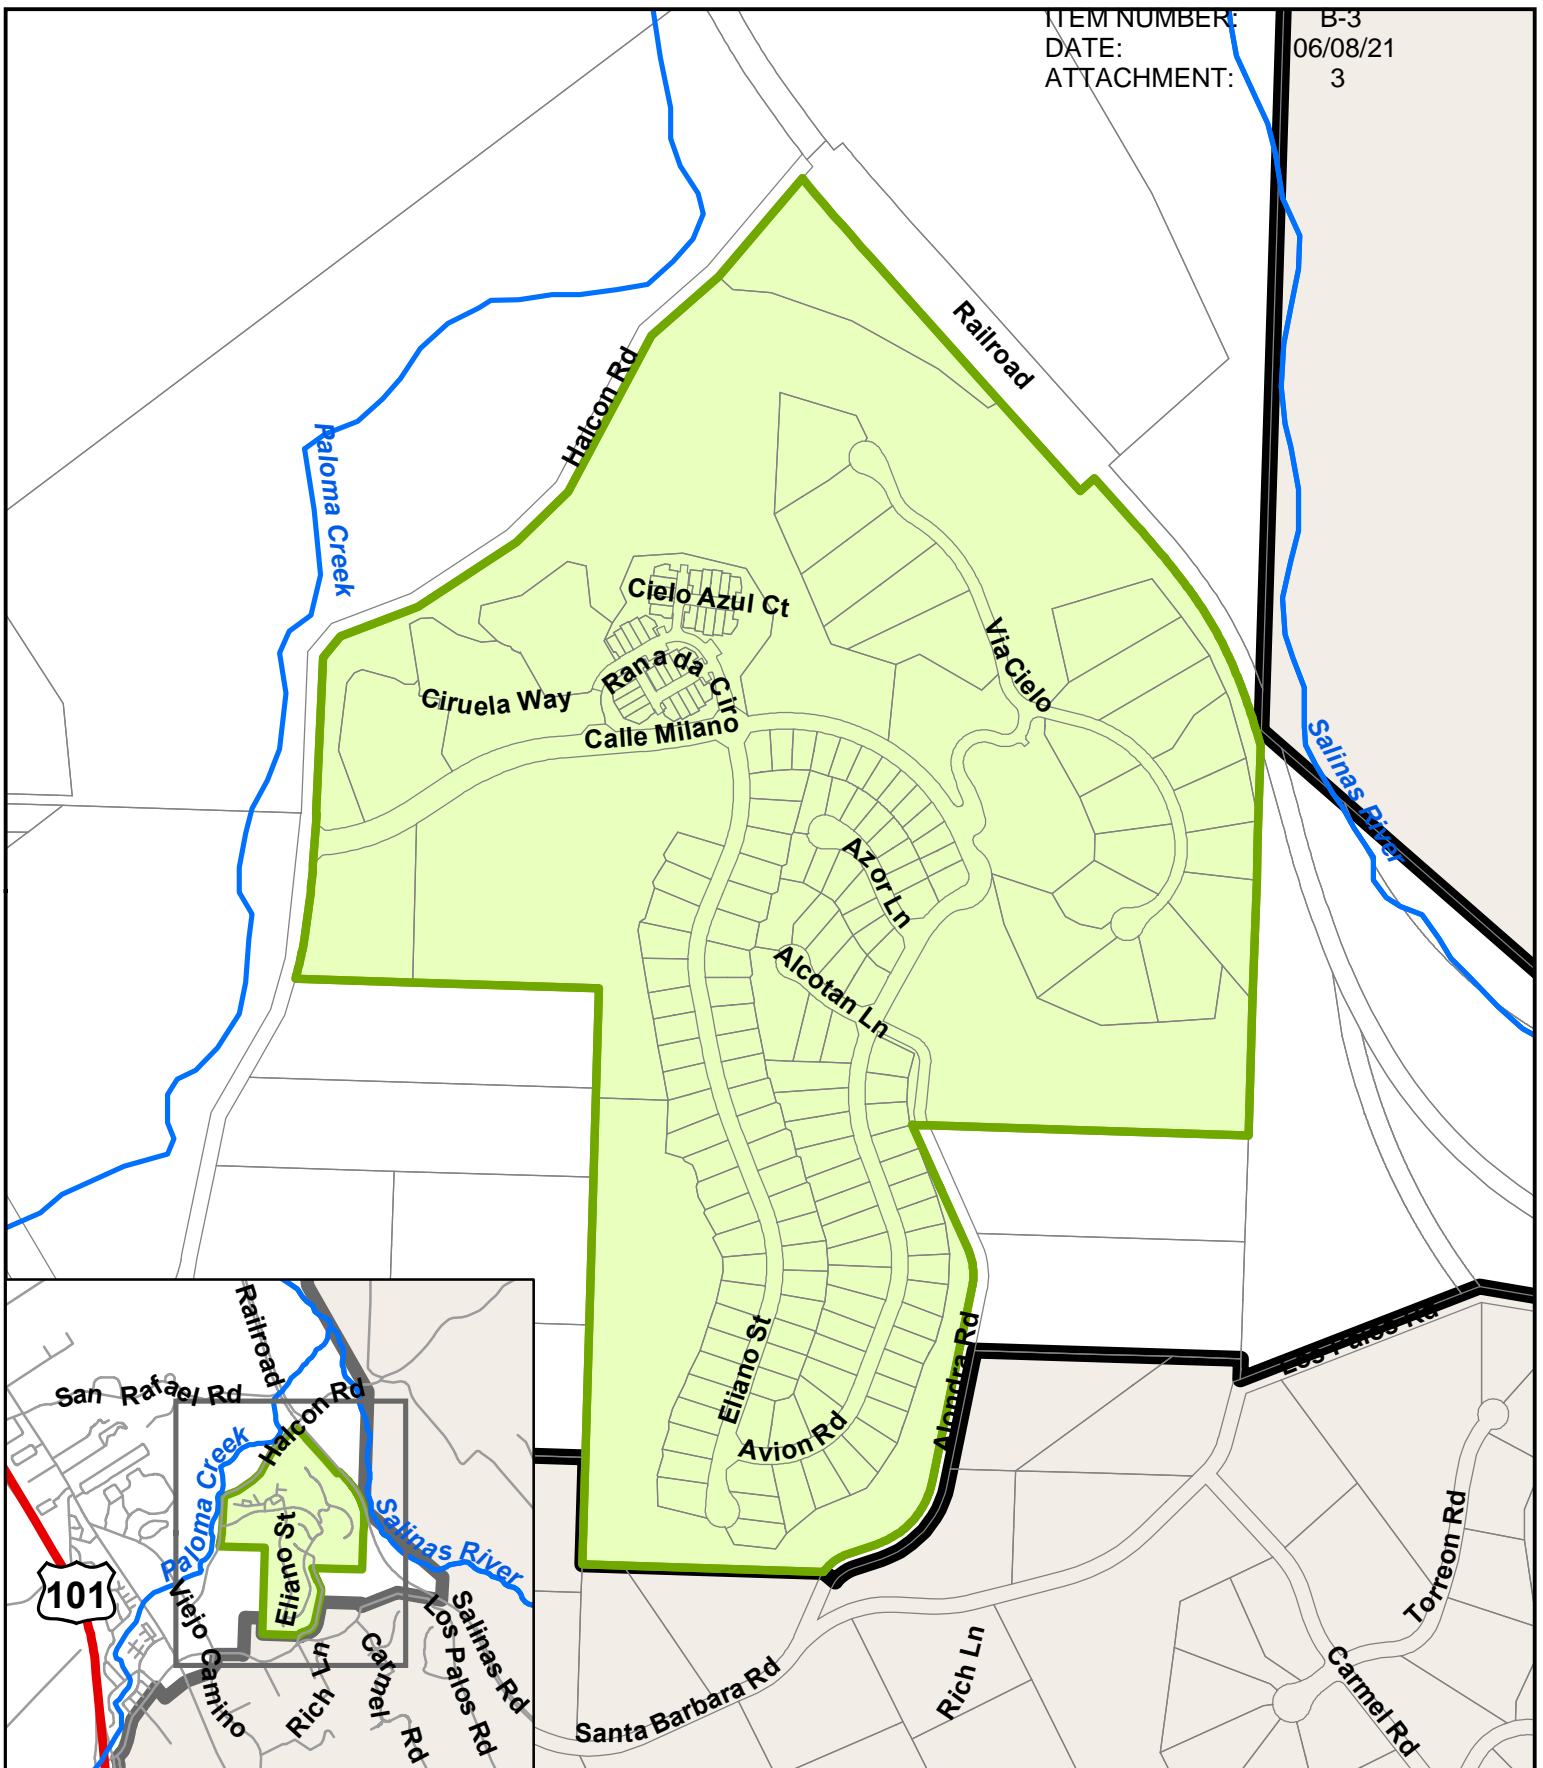 ITEM NUMBER: B-3
DATE: 06/08/21
ATTACHMENT: 3
Railroad
Halcon Rd
Paloma Creek
Cielo Azul Ct
Via Cielo
Ranada Cir
Ciruela Way
Calle Milano
Salinas River
Azor Ln
Alcotan Ln
Eliano St
Alondra Rd
Los Palos Rd
Avion Rd
Torreon Rd
Rich Ln
Carmel Rd
Santa Barbara Rd
Railroad
San Rafael Rd
Halcon Rd
Paloma Creek
Eliano St
Salinas River
101
Viejo Camino
Rich Ln
Carmel Rd
Los Palos Rd
Salinas Rd